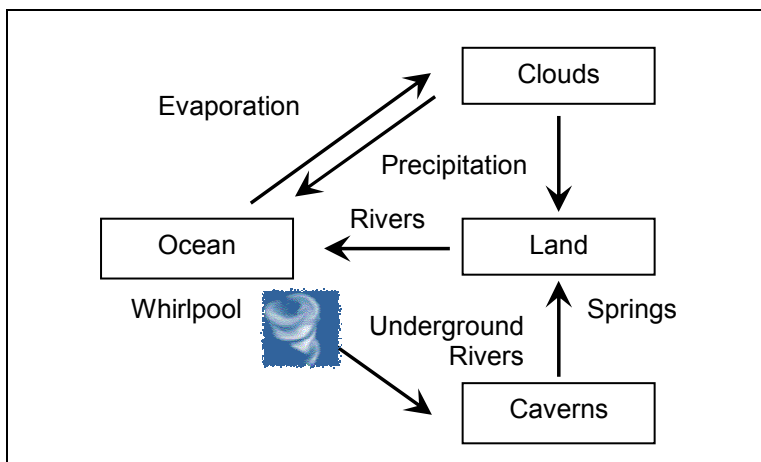 Clouds
Evaporation
Precipitation
Rivers
Ocean
Land
Whirlpool
Springs
Underground
Rivers
Caverns